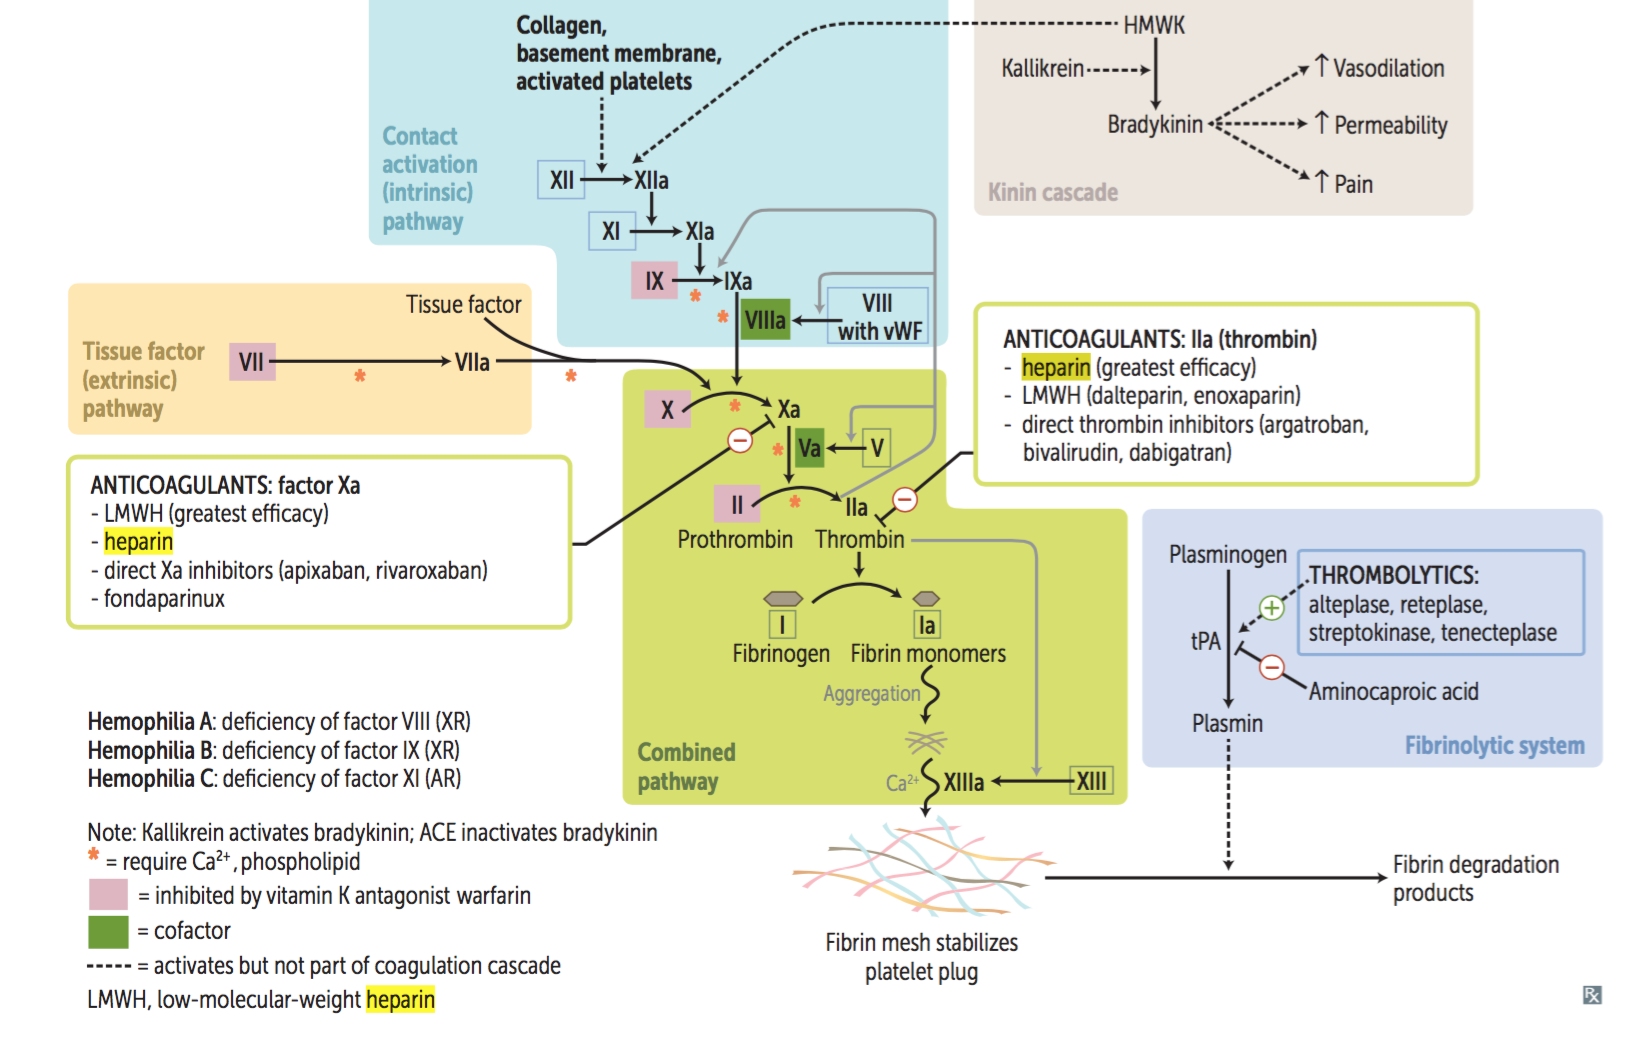 Collagen,
basement membrane,
activated platelets
HMWK
Kallikrein
↑ Vasodilation
Bradykinin
↑ Permeability
↑ Pain
Kinin cascade
Contact
activation
(intrinsic)
pathway
XII
XIIa
XI
XIa
IX
IXa
*
*
VIIIa
VIII
with vWF
Tissue factor
Tissue factor
(extrinsic)
pathway
VII
VIIa
*
*
X
*
Xa
−
*
Va
V
II
*
IIa
−
Prothrombin
Thrombin
ANTICOAGULANTS: IIa (thrombin)
- heparin (greatest efficacy)
- LMWH (dalteparin, enoxaparin)
- direct thrombin inhibitors (argatroban,
bivalirudin, dabigatran)
ANTICOAGULANTS: factor Xa
- LMWH (greatest efficacy)
- heparin
- direct Xa inhibitors (apixaban, rivaroxaban)
- fondaparinux
I
Ia
Fibrinogen
Fibrin monomers
Aggregation
Combined
pathway
Ca²⁺
XIIIa
XIII
Plasminogen
THROMBOLYTICS:
alteplase, reteplase,
streptokinase, tenecteplase
+
tPA
−
Aminocaproic acid
Plasmin
Fibrinolytic system
Hemophilia A: deficiency of factor VIII (XR)
Hemophilia B: deficiency of factor IX (XR)
Hemophilia C: deficiency of factor XI (AR)
Note: Kallikrein activates bradykinin; ACE inactivates bradykinin
* = require Ca²⁺, phospholipid
= inhibited by vitamin K antagonist warfarin
= cofactor
= activates but not part of coagulation cascade
LMWH, low-molecular-weight heparin
Fibrin mesh stabilizes
platelet plug
Fibrin degradation
products
Rx